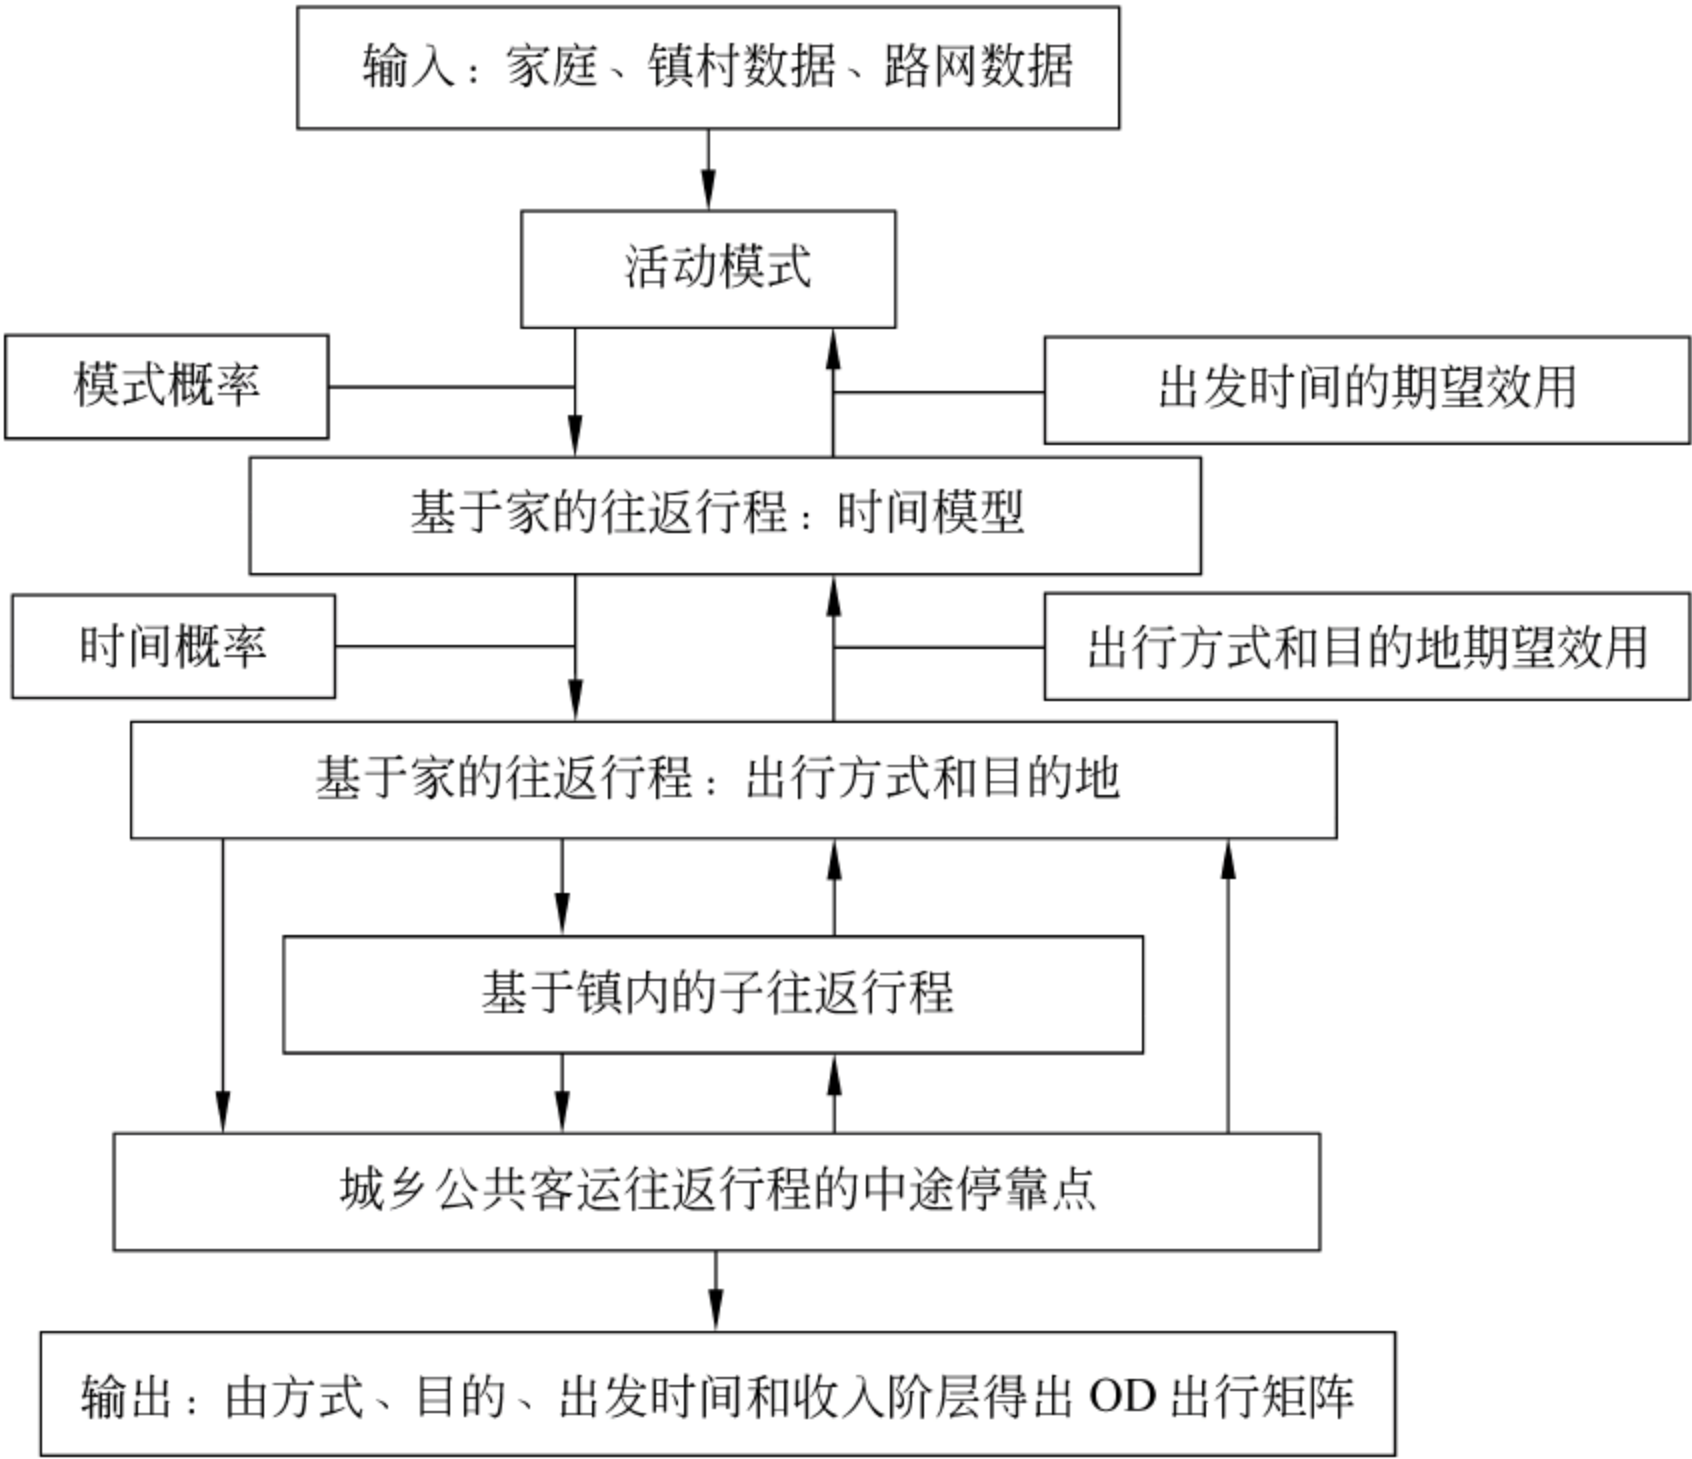 输入：家庭、镇村数据、路网数据
活动模式
模式概率
出发时间的期望效用
基于家的往返行程：时间模型
时间概率
出行方式和目的地期望效用
基于家的往返行程：出行方式和目的地
基于镇内的子往返行程
城乡公共客运往返行程的中途停靠点
输出：由方式、目的、出发时间和收入阶层得出 OD 出行矩阵